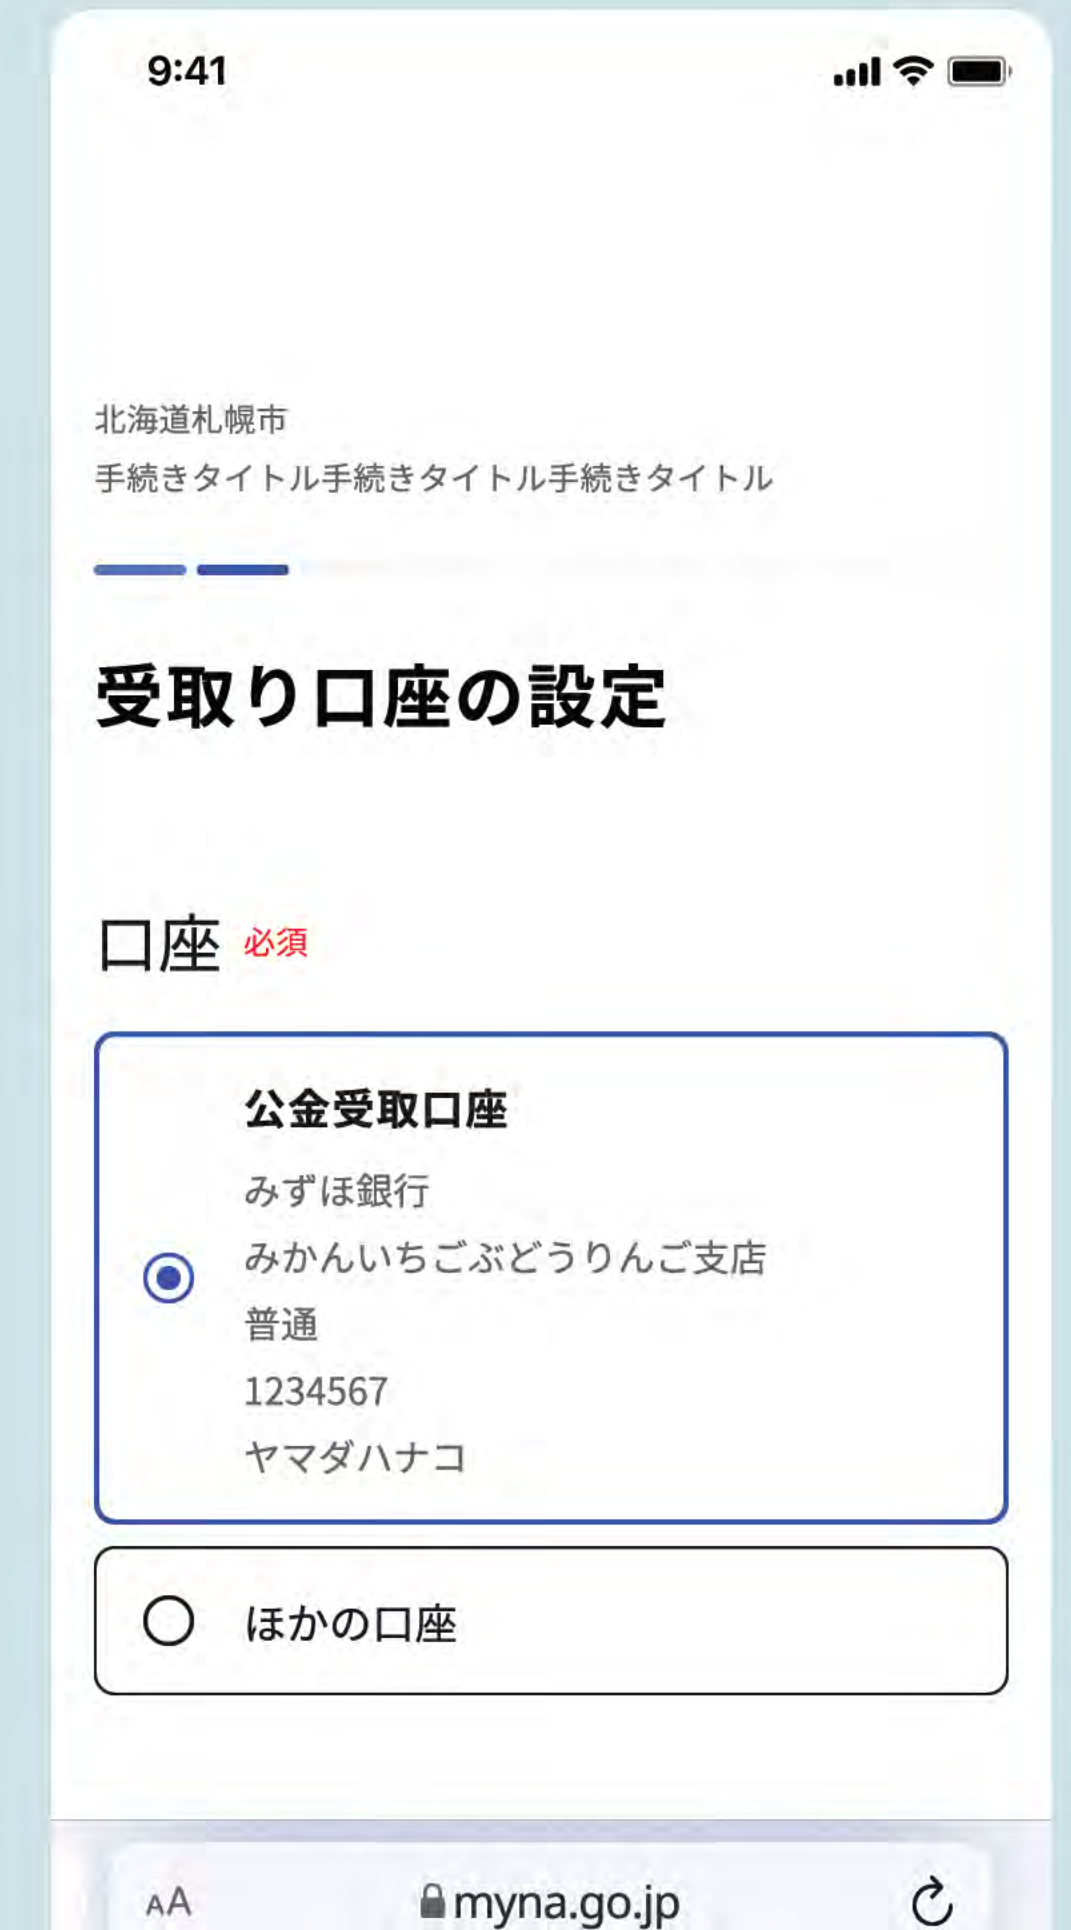 9:41
北海道札幌市
手続きタイトル手続きタイトル手続きタイトル
受取り口座の設定
口座 必須
公金受取口座
みずほ銀行
みかんいちごぶどうりんご支店
普通
1234567
ヤマダハナコ
ほかの口座
AA myna.go.jp